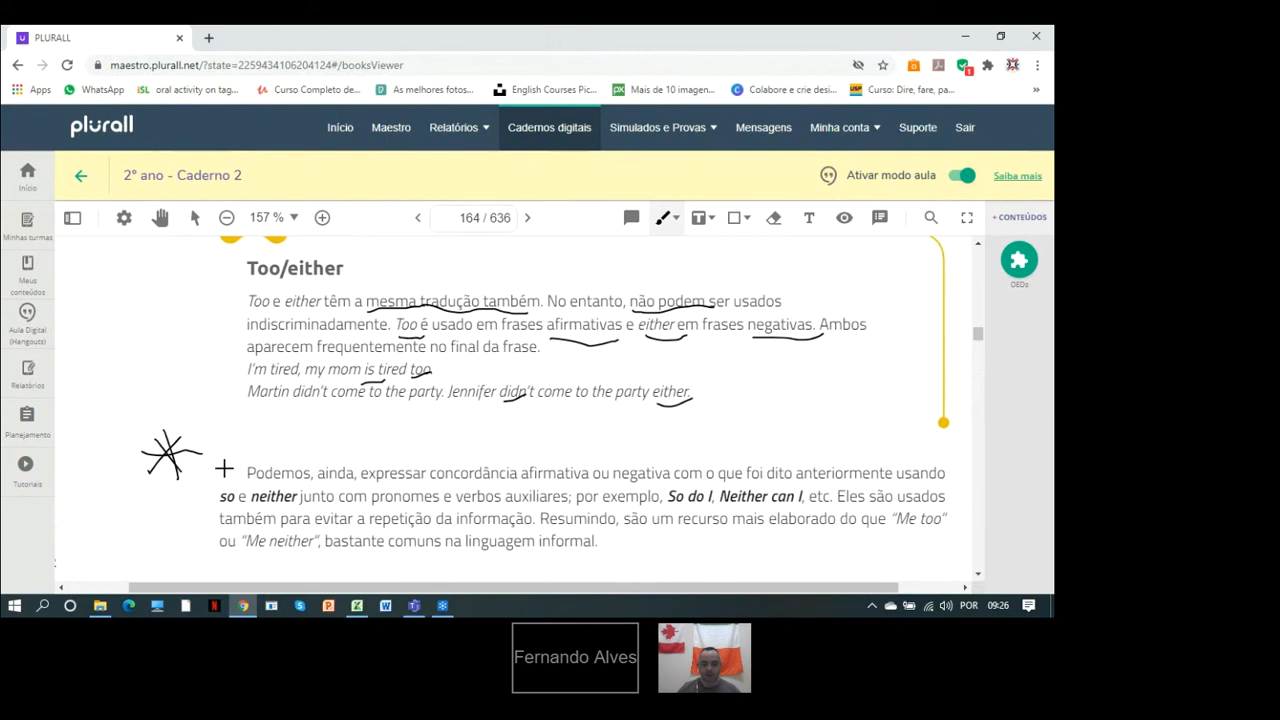 PLURALL
maestro.plurall.net/?state=2259434106204124#/booksViewer
Apps WhatsApp oral activity on tag... Curso Completo de... As melhores fotos... English Courses Pic... Mais de 10 imagen... Colabore e crie desi... Curso: Dire, fare, pa... »
plurall Início Maestro Relatórios Cadernos digitais Simulados e Provas Mensagens Minha conta Suporte Sair
Início
2º ano - Caderno 2 Ativar modo aula Saiba mais
Minhas turmas
157 % 164 / 636 + CONTEÚDOS
Meus conteúdos
OEDs
Aula Digital (Hangouts)
Relatórios
Planejamento
Tutoriais
Too/either
Too e either têm a mesma tradução também. No entanto, não podem ser usados
indiscriminadamente. Too é usado em frases afirmativas e either em frases negativas. Ambos
aparecem frequentemente no final da frase.
I'm tired, my mom is tired too.
Martin didn't come to the party. Jennifer didn't come to the party either.
Podemos, ainda, expressar concordância afirmativa ou negativa com o que foi dito anteriormente usando
so e neither junto com pronomes e verbos auxiliares; por exemplo, So do I, Neither can I, etc. Eles são usados
também para evitar a repetição da informação. Resumindo, são um recurso mais elaborado do que "Me too"
ou "Me neither", bastante comuns na linguagem informal.
POR 09:26
Fernando Alves